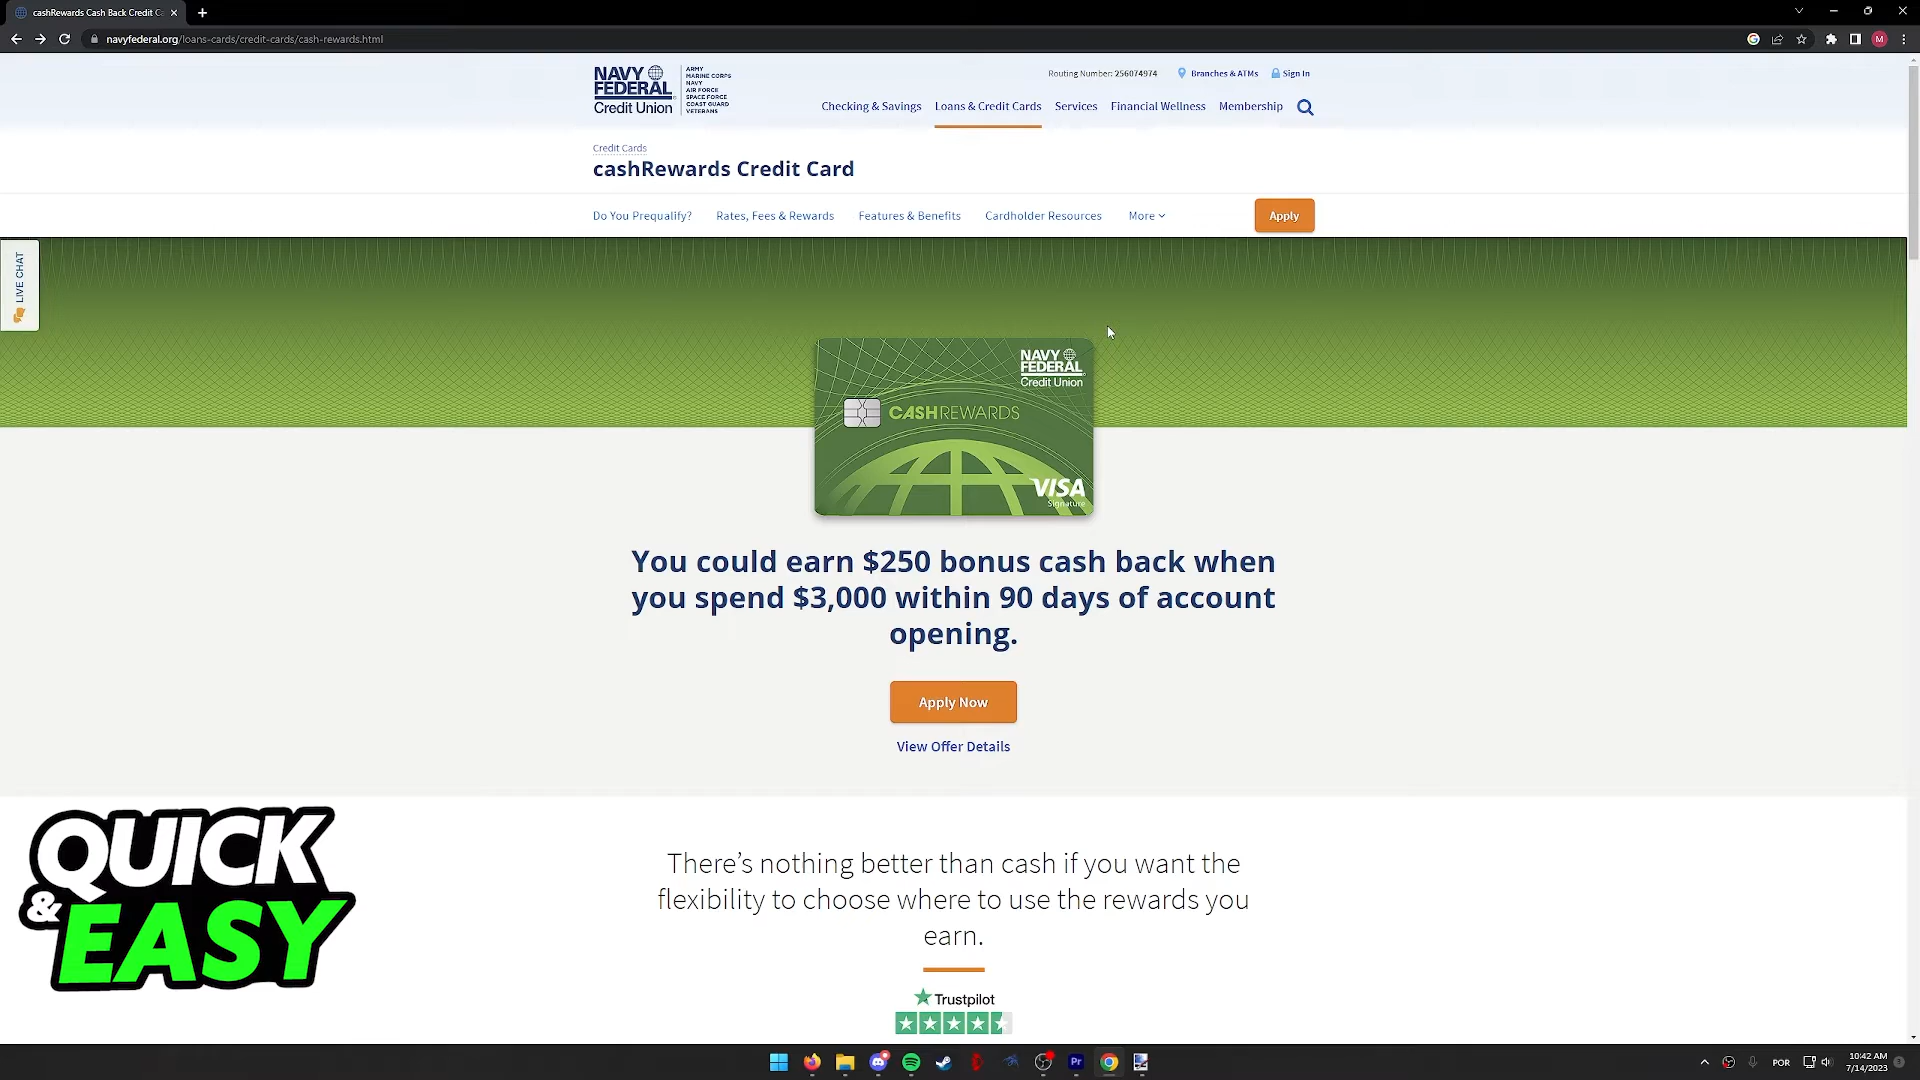 cashRewards Cash Back Credit C
navyfederal.org/loans-cards/credit-cards/cash-rewards.html
M
NAVY
FEDERAL
Credit Union
ARMY
MARINE CORPS
NAVY
AIR FORCE
SPACE FORCE
COAST GUARD
VETERANS
Routing Number: 256074974
Branches & ATMs
Sign In
Checking & Savings
Loans & Credit Cards
Services
Financial Wellness
Membership
Credit Cards
cashRewards Credit Card
Do You Prequalify?
Rates, Fees & Rewards
Features & Benefits
Cardholder Resources
More
Apply
LIVE CHAT
NAVY
FEDERAL
Credit Union
CASHREWARDS
VISA
Signature
You could earn $250 bonus cash back when
you spend $3,000 within 90 days of account
opening.
Apply Now
View Offer Details
QUICK
& EASY
There's nothing better than cash if you want the
flexibility to choose where to use the rewards you
earn.
Trustpilot
Pr
POR
10:42 AM
7/14/2023